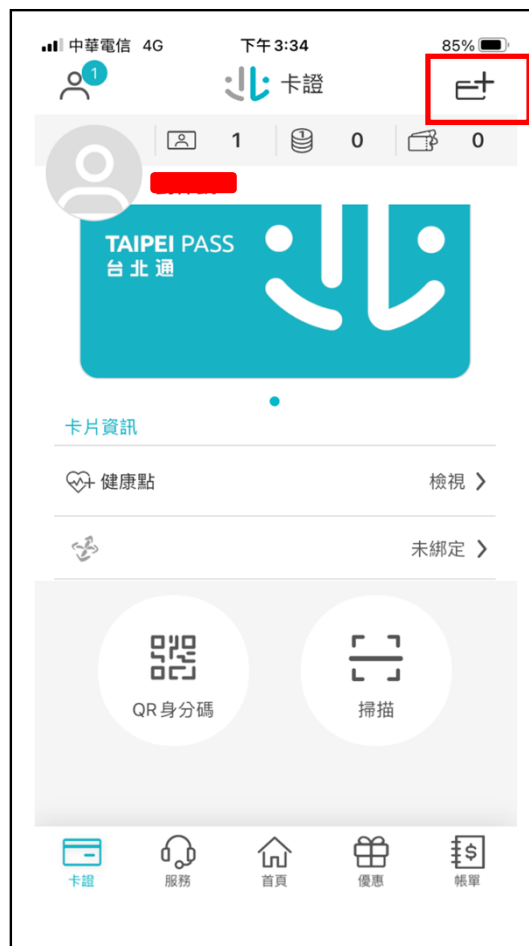 中華電信 4G 下午 3:34 85%
1 卡證
1 0 0
TAIPEI PASS
台北通
卡片資訊
健康點 檢視
未綁定
QR 身分碼 掃描
卡證 服務 首頁 優惠 帳單